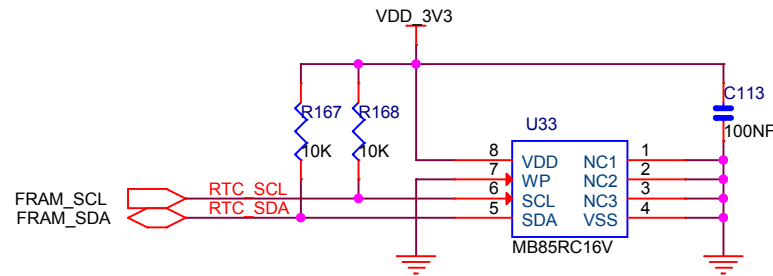 VDD_3V3
C113
100NF
R167
R168
10K
10K
U33
8 VDD NC1 1
7 WP NC2 2
6 SCL NC3 3
5 SDA VSS 4
MB85RC16V
FRAM_SCL RTC_SCL
FRAM_SDA RTC_SDA